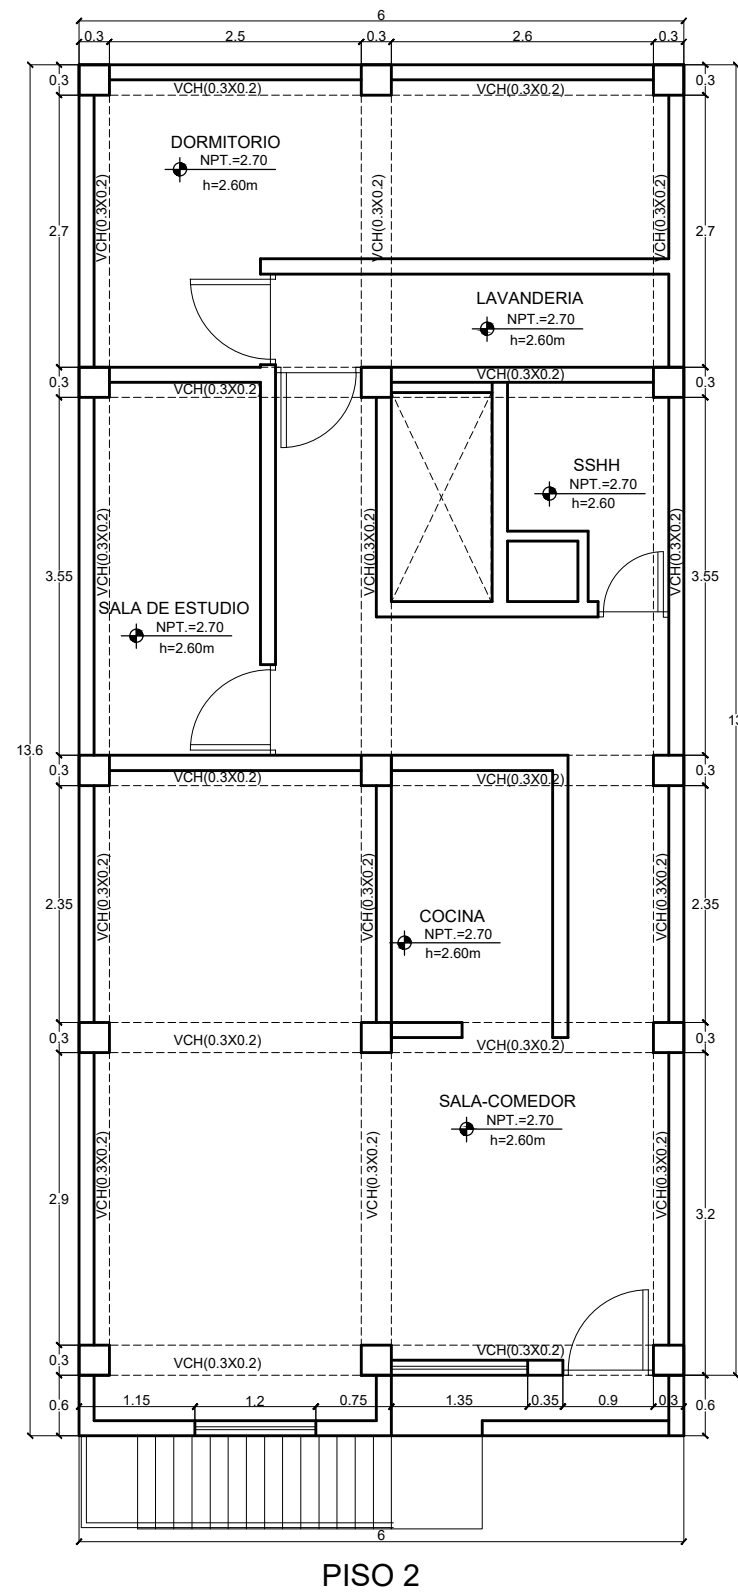 6
0.3 2.5 0.3 2.6 0.3
0.3 VCH(0.3X0.2) VCH(0.3X0.2) 0.3
DORMITORIO
NPT.=2.70
h=2.60m
2.7 VCH(0.3X0.2) VCH(0.3X0.2) VCH(0.3X0.2) 2.7
LAVANDERIA
NPT.=2.70
h=2.60m
0.3 VCH(0.3X0.2) VCH(0.3X0.2) 0.3
SSHH
NPT.=2.70
h=2.60
3.55 VCH(0.3X0.2) VCH(0.3X0.2) VCH(0.3X0.2) 3.55
SALA DE ESTUDIO
NPT.=2.70
h=2.60m
13.6
0.3 VCH(0.3X0.2) VCH(0.3X0.2) 0.3
2.35 VCH(0.3X0.2) VCH(0.3X0.2) VCH(0.3X0.2) 2.35
COCINA
NPT.=2.70
h=2.60m
0.3 VCH(0.3X0.2) VCH(0.3X0.2) 0.3
SALA-COMEDOR
NPT.=2.70
h=2.60m
2.9 VCH(0.3X0.2) VCH(0.3X0.2) VCH(0.3X0.2) 3.2
0.3 VCH(0.3X0.2) VCH(0.3X0.2)
0.6 1.15 1.2 0.75 1.35 0.35 0.9 0.3 0.6
6
PISO 2